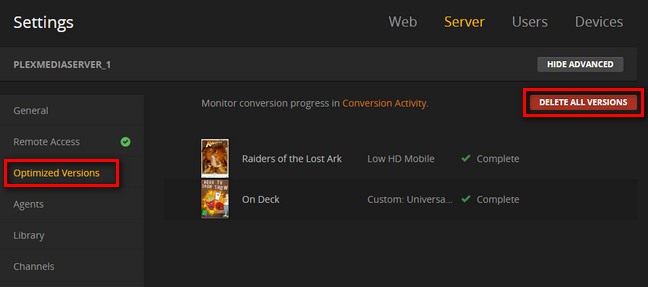 Settings
Web Server Users Devices
PLEXMEDIASERVER_1
HIDE ADVANCED
General
Remote Access
Optimized Versions
Agents
Library
Channels
Monitor conversion progress in Conversion Activity.
DELETE ALL VERSIONS
Raiders of the Lost Ark Low HD Mobile Complete
On Deck Custom: Universa... Complete